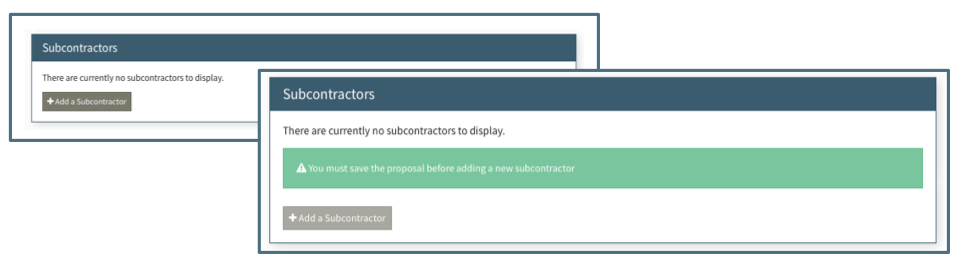 Subcontractors
There are currently no subcontractors to display.
+ Add a Subcontractor
Subcontractors
There are currently no subcontractors to display.
You must save the proposal before adding a new subcontractor
+ Add a Subcontractor